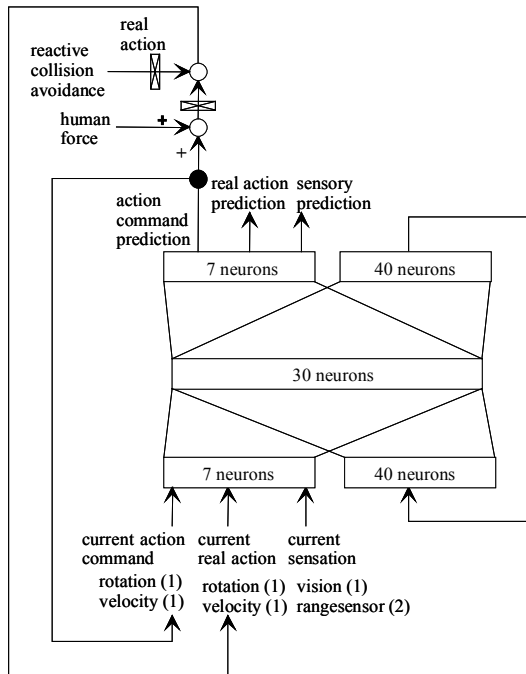 real
action
reactive
collision
avoidance
+
human
force
+
real action sensory
prediction prediction
action
command
prediction
7 neurons
40 neurons
30 neurons
7 neurons
40 neurons
current action
command
rotation (1)
velocity (1)
current
real action
rotation (1)
velocity (1)
current
sensation
vision (1)
rangesensor (2)